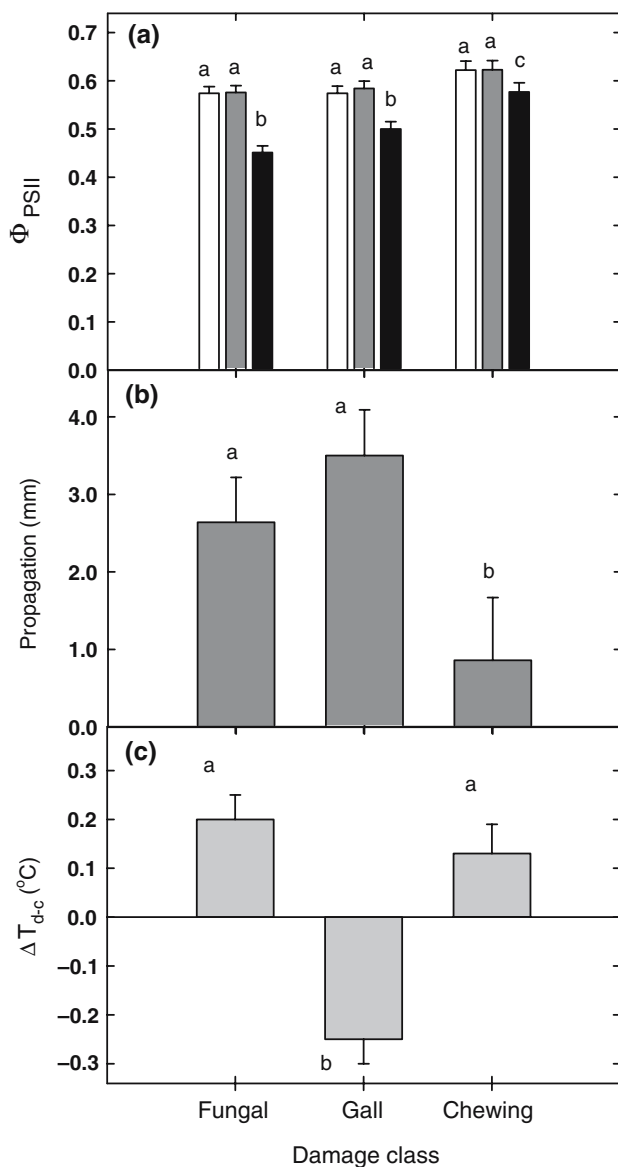 (a)
0.7
0.6
0.5
0.4
0.3
0.2
0.1
0.0
Φ PSII
a a b
a a b
a a c
(b)
4.0
3.0
2.0
1.0
0.0
Propagation (mm)
a
a
b
(c)
0.3
0.2
0.1
0.0
−0.1
−0.2
−0.3
Δ T d-c (°C)
a
b
a
Fungal Gall Chewing
Damage class